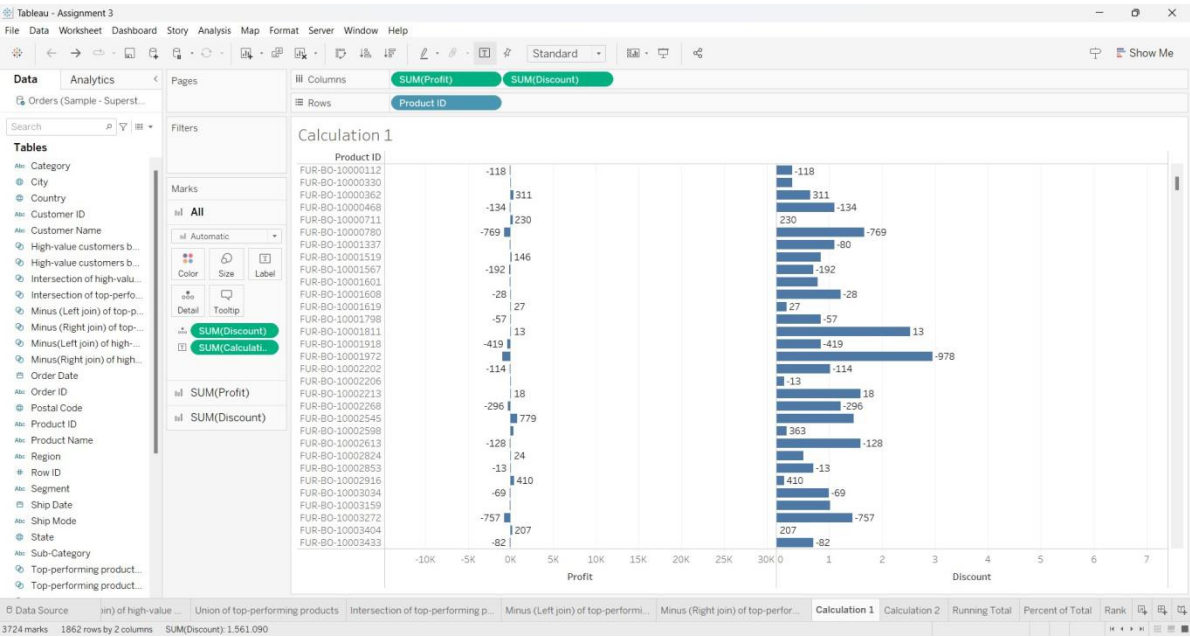 Tableau - Assignment 3
File Data Worksheet Dashboard Story Analysis Map Format Server Window Help
Standard
Show Me
Data
Analytics
Orders (Sample - Superst...
Search
Tables
Abc Category
City
Country
Abc Customer ID
Abc Customer Name
High-value customers b...
High-value customers b...
Intersection of high-valu...
Intersection of top-perfo...
Minus (Left join) of top-p...
Minus (Right join) of top-...
Minus(Left join) of high-...
Minus(Right join) of high...
Order Date
Abc Order ID
Postal Code
Abc Product ID
Abc Product Name
Abc Region
# Row ID
Abc Segment
Ship Date
Abc Ship Mode
State
Abc Sub-Category
Top-performing product...
Top-performing product...
Pages
Filters
Marks
All
Automatic
Color Size Label
Detail Tooltip
SUM(Discount)
SUM(Calculati..
SUM(Profit)
SUM(Discount)
Columns SUM(Profit) SUM(Discount)
Rows Product ID
Calculation 1
Product ID
FUR-BO-10000112 -118 -118
FUR-BO-10000330
FUR-BO-10000362 311 311
FUR-BO-10000468 -134 -134
FUR-BO-10000711 230 230
FUR-BO-10000780 -769 -769
FUR-BO-10001337 -80
FUR-BO-10001519 146
FUR-BO-10001567 -192 -192
FUR-BO-10001601
FUR-BO-10001608 -28 -28
FUR-BO-10001619 27 27
FUR-BO-10001798 -57 -57
FUR-BO-10001811 13 13
FUR-BO-10001918 -419 -419
FUR-BO-10001972 -978
FUR-BO-10002202 -114 -114
FUR-BO-10002206 -13
FUR-BO-10002213 18 18
FUR-BO-10002268 -296 -296
FUR-BO-10002545 779
FUR-BO-10002598 363
FUR-BO-10002613 -128 -128
FUR-BO-10002824 24
FUR-BO-10002853 -13 -13
FUR-BO-10002916 410 410
FUR-BO-10003034 -69 -69
FUR-BO-10003159
FUR-BO-10003272 -757 -757
FUR-BO-10003404 207 207
FUR-BO-10003433 -82 -82
-10K -5K 0K 5K 10K 15K 20K 25K 30K 0 1 2 3 4 5 6 7
Profit Discount
Data Source oin) of high-value ... Union of top-performing products Intersection of top-performing p... Minus (Left join) of top-performi... Minus (Right join) of top-perfor... Calculation 1 Calculation 2 Running Total Percent of Total Rank
3724 marks 1862 rows by 2 columns SUM(Discount): 1,561.090